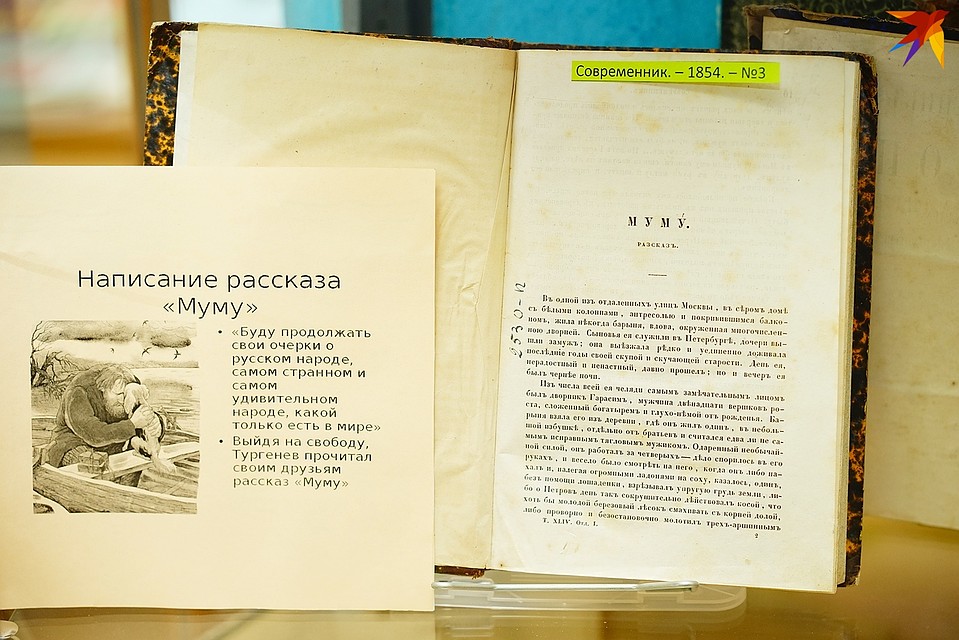 Современник. – 1854. – №3
Написание рассказа
«Муму»
• «Буду продолжать
свои очерки о
русском народе,
самом странном и
самом
удивительном
народе, какой
только есть в мире»
• Выйдя на свободу,
Тургенев прочитал
своим друзьям
рассказ «Муму»
МУМУ́.
РАЗСКАЗЪ.
Въ одной изъ отдаленныхъ улицъ Москвы, въ сѣромъ домѣ
съ бѣлыми колоннами, антресолью и покривившимся балко-
номъ, жила нѣкогда барыня, вдова, окруженная многочислен-
ною дворней. Сыновья ея служили въ Петербургѣ, дочери вы-
шли замужъ; она выѣзжала рѣдко и уединенно доживала
послѣдніе годы своей скупой и скучающей старости. День ея,
нерадостный и ненастный, давно прошелъ; но и вечеръ ея
былъ чернѣе ночи.
Изъ числа всей ея челяди самымъ замѣчательнымъ лицомъ
былъ дворникъ Гарасимъ, мужчина двѣнадцати вершковъ ро-
ста, сложенный богатыремъ и глухо-нѣмой отъ рожденья. Ба-
рыня взяла его изъ деревни, гдѣ онъ жилъ одинъ, въ неболь-
шой избушкѣ, отдѣльно отъ братьевъ и считался едва ли не са-
мымъ исправнымъ тягловымъ мужикомъ. Одаренный необычай-
ной силой, онъ работалъ за четверыхъ — дѣло спорилось въ его
рукахъ, и весело было смотрѣть на него, когда онъ либо па-
халъ и, налегая огромными ладонями на соху, казалось, одинъ,
безъ помощи лошаденки, взрѣзывалъ упругую грудь земли, ли-
бо о Петровъ день такъ сокрушительно дѣйствовалъ косой, что
хоть бы молодой березовый лѣсокъ смахивать съ корней долой,
либо проворно и безостановочно молотилъ трехъ-аршиннымъ
Т. XLIV. Отд. I.
2